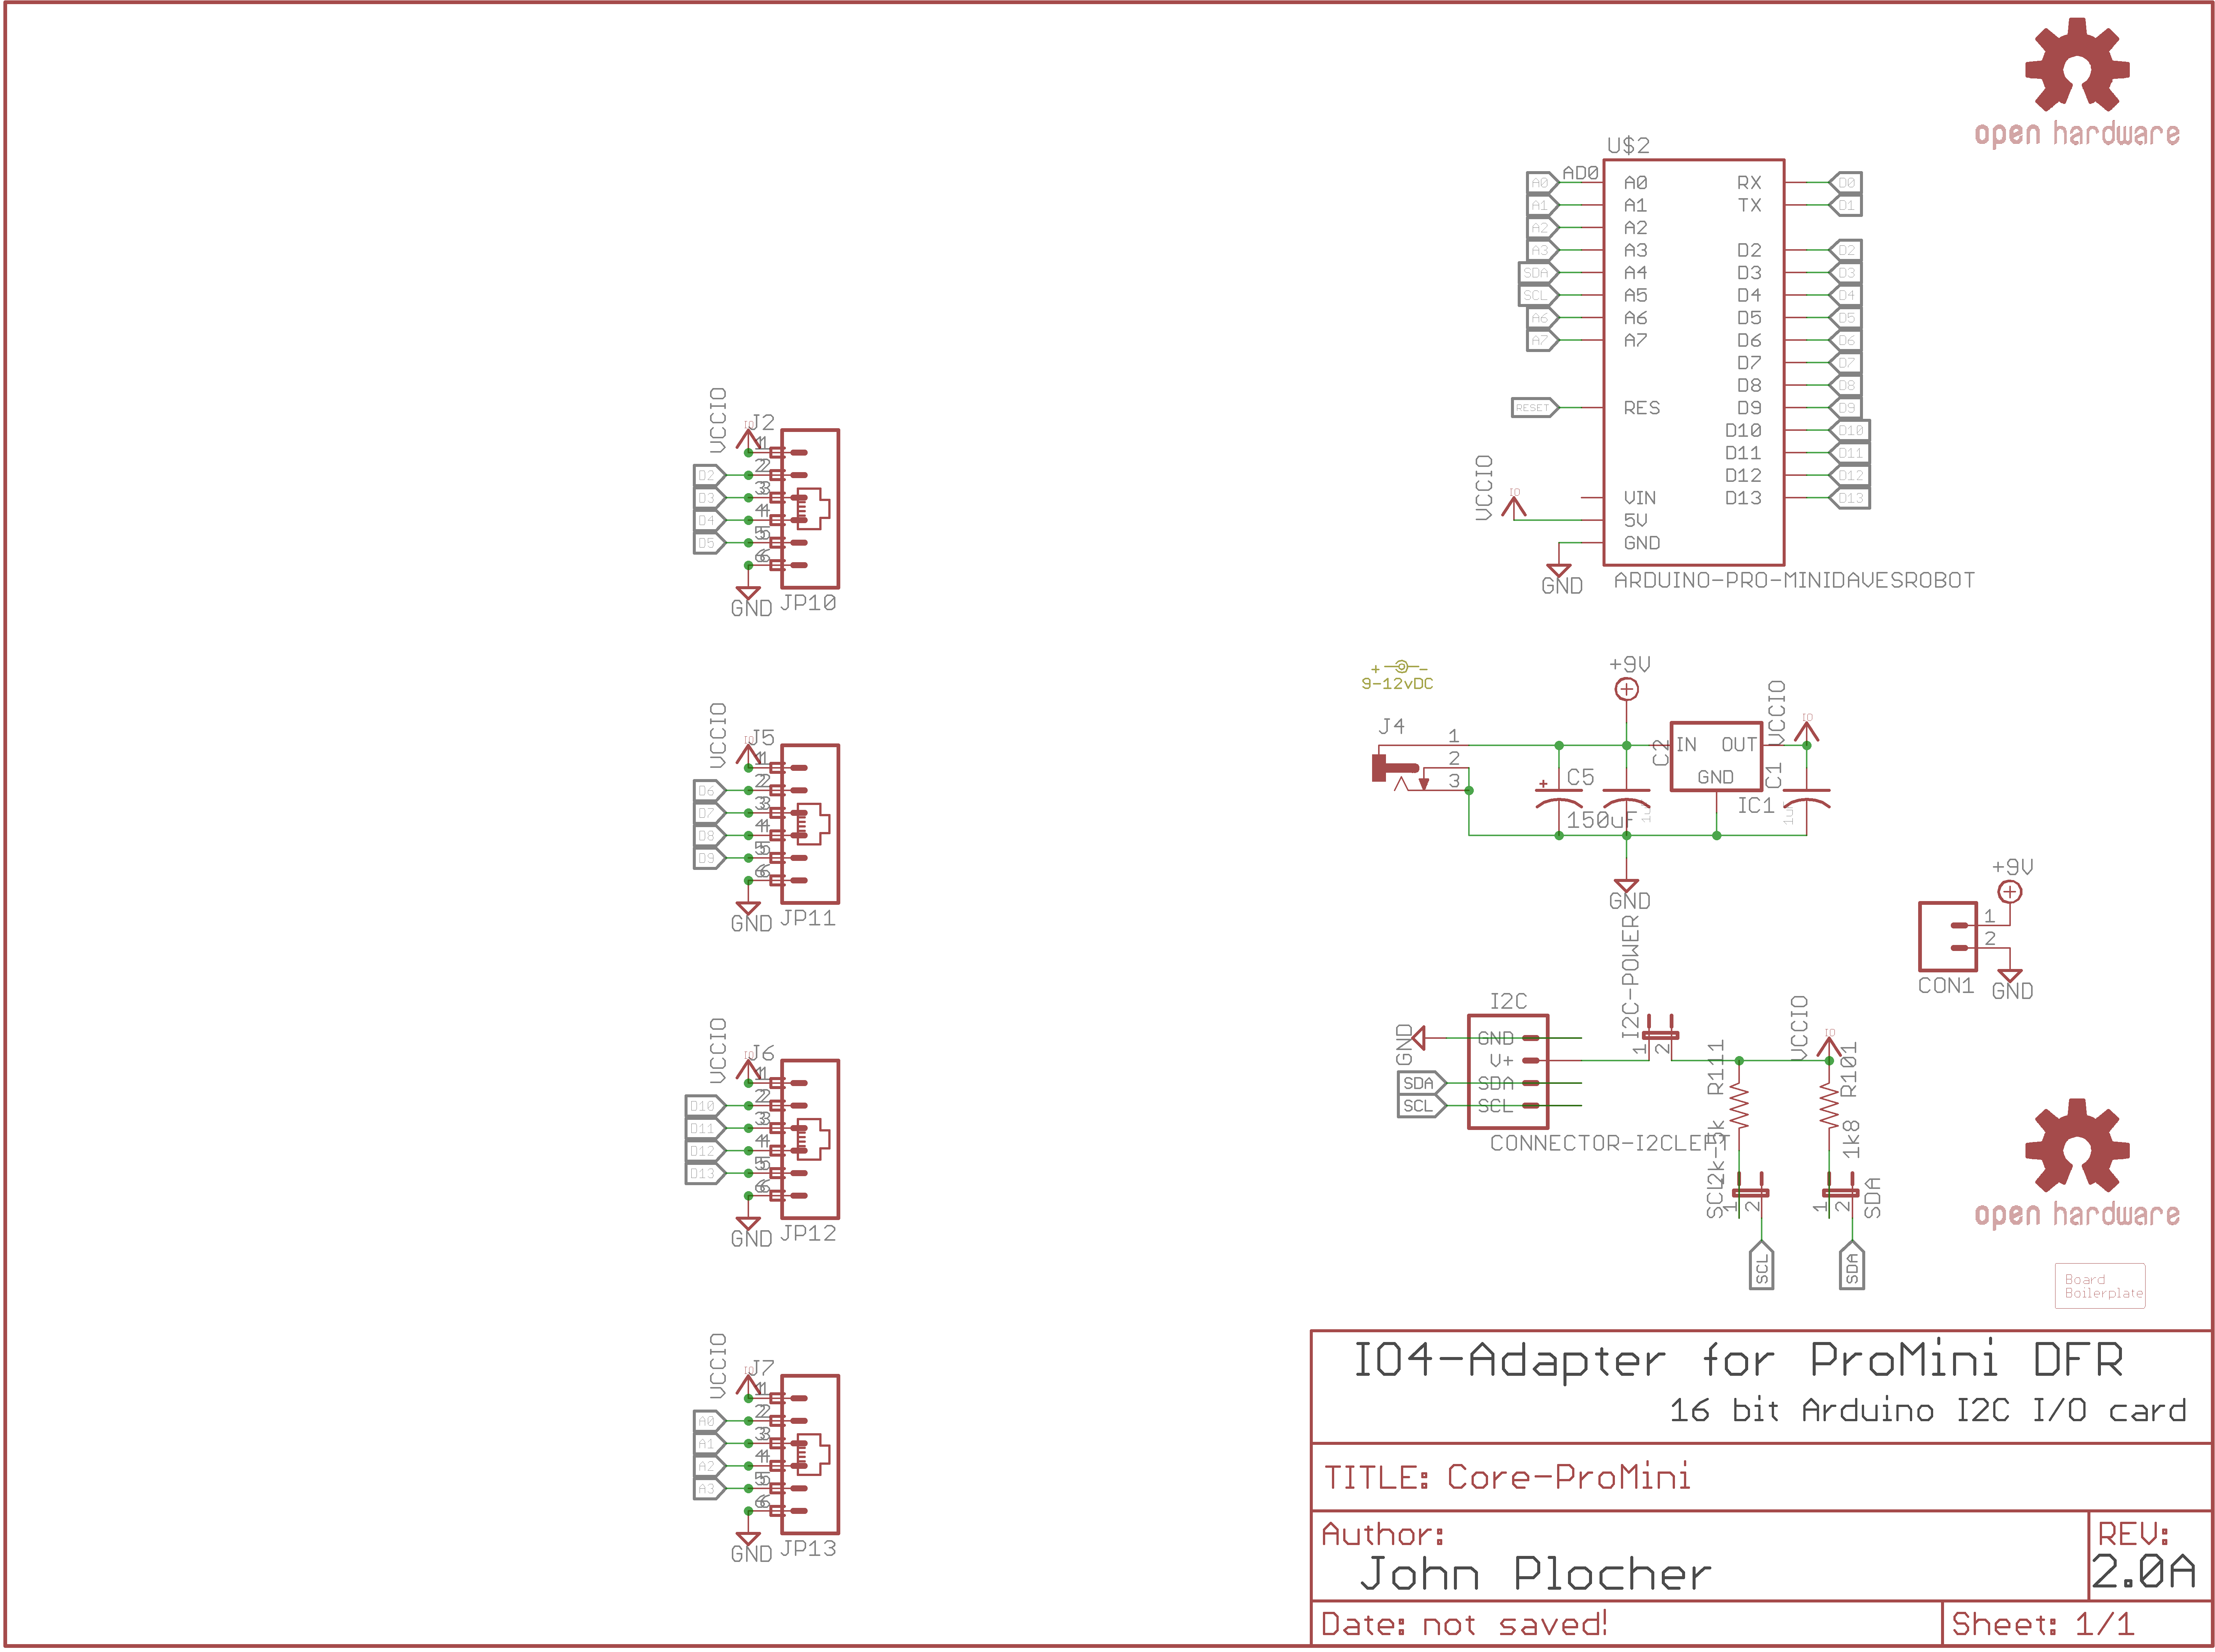 open hardware
U$2
AD0
A0 A0 RX D0
A1 A1 TX D1
A2 A2
A3 A3 D2 D2
SDA A4 D3 D3
SCL A5 D4 D4
A6 A6 D5 D5
A7 A7 D6 D6
D7 D7
D8 D8
RESET RES D9 D9
D10 D10
D11 D11
D12 D12
VCCIO IO VIN D13 D13
5V
GND
GND
ARDUINO-PRO-MINIDAVESROBOT
VCCIO
IO J2
1
D2 2
D3 3
D4 4
D5 5
6
GND JP10
VCCIO
IO J5
1
D6 2
D7 3
D8 4
D9 5
6
GND JP11
VCCIO
IO J6
1
D10 2
D11 3
D12 4
D13 5
6
GND JP12
VCCIO
IO J7
1
A0 2
A1 3
A2 4
A3 5
6
GND JP13
+ -
9-12vDC
J4
1
2
3
+9V
C5
+
150uF
C2
1u
IN OUT
GND
IC1
VCCIO
IO
C1
1u
GND
+9V
1
2
CON1
GND
I2C-POWER
1 2
I2C
GND GND
V+
SDA SDA
SCL SCL
CONNECTOR-I2CLEFT
VCCIO
IO
R111
2k-5k
R101
1k8
SCL
1 2
SDA
1 2
SCL
SDA
open hardware
Board
Boilerplate
IO4-Adapter for ProMini DFR
16 bit Arduino I2C I/O card
TITLE: Core-ProMini
Author:
John Plocher
REV:
2.0A
Date: not saved!
Sheet: 1/1